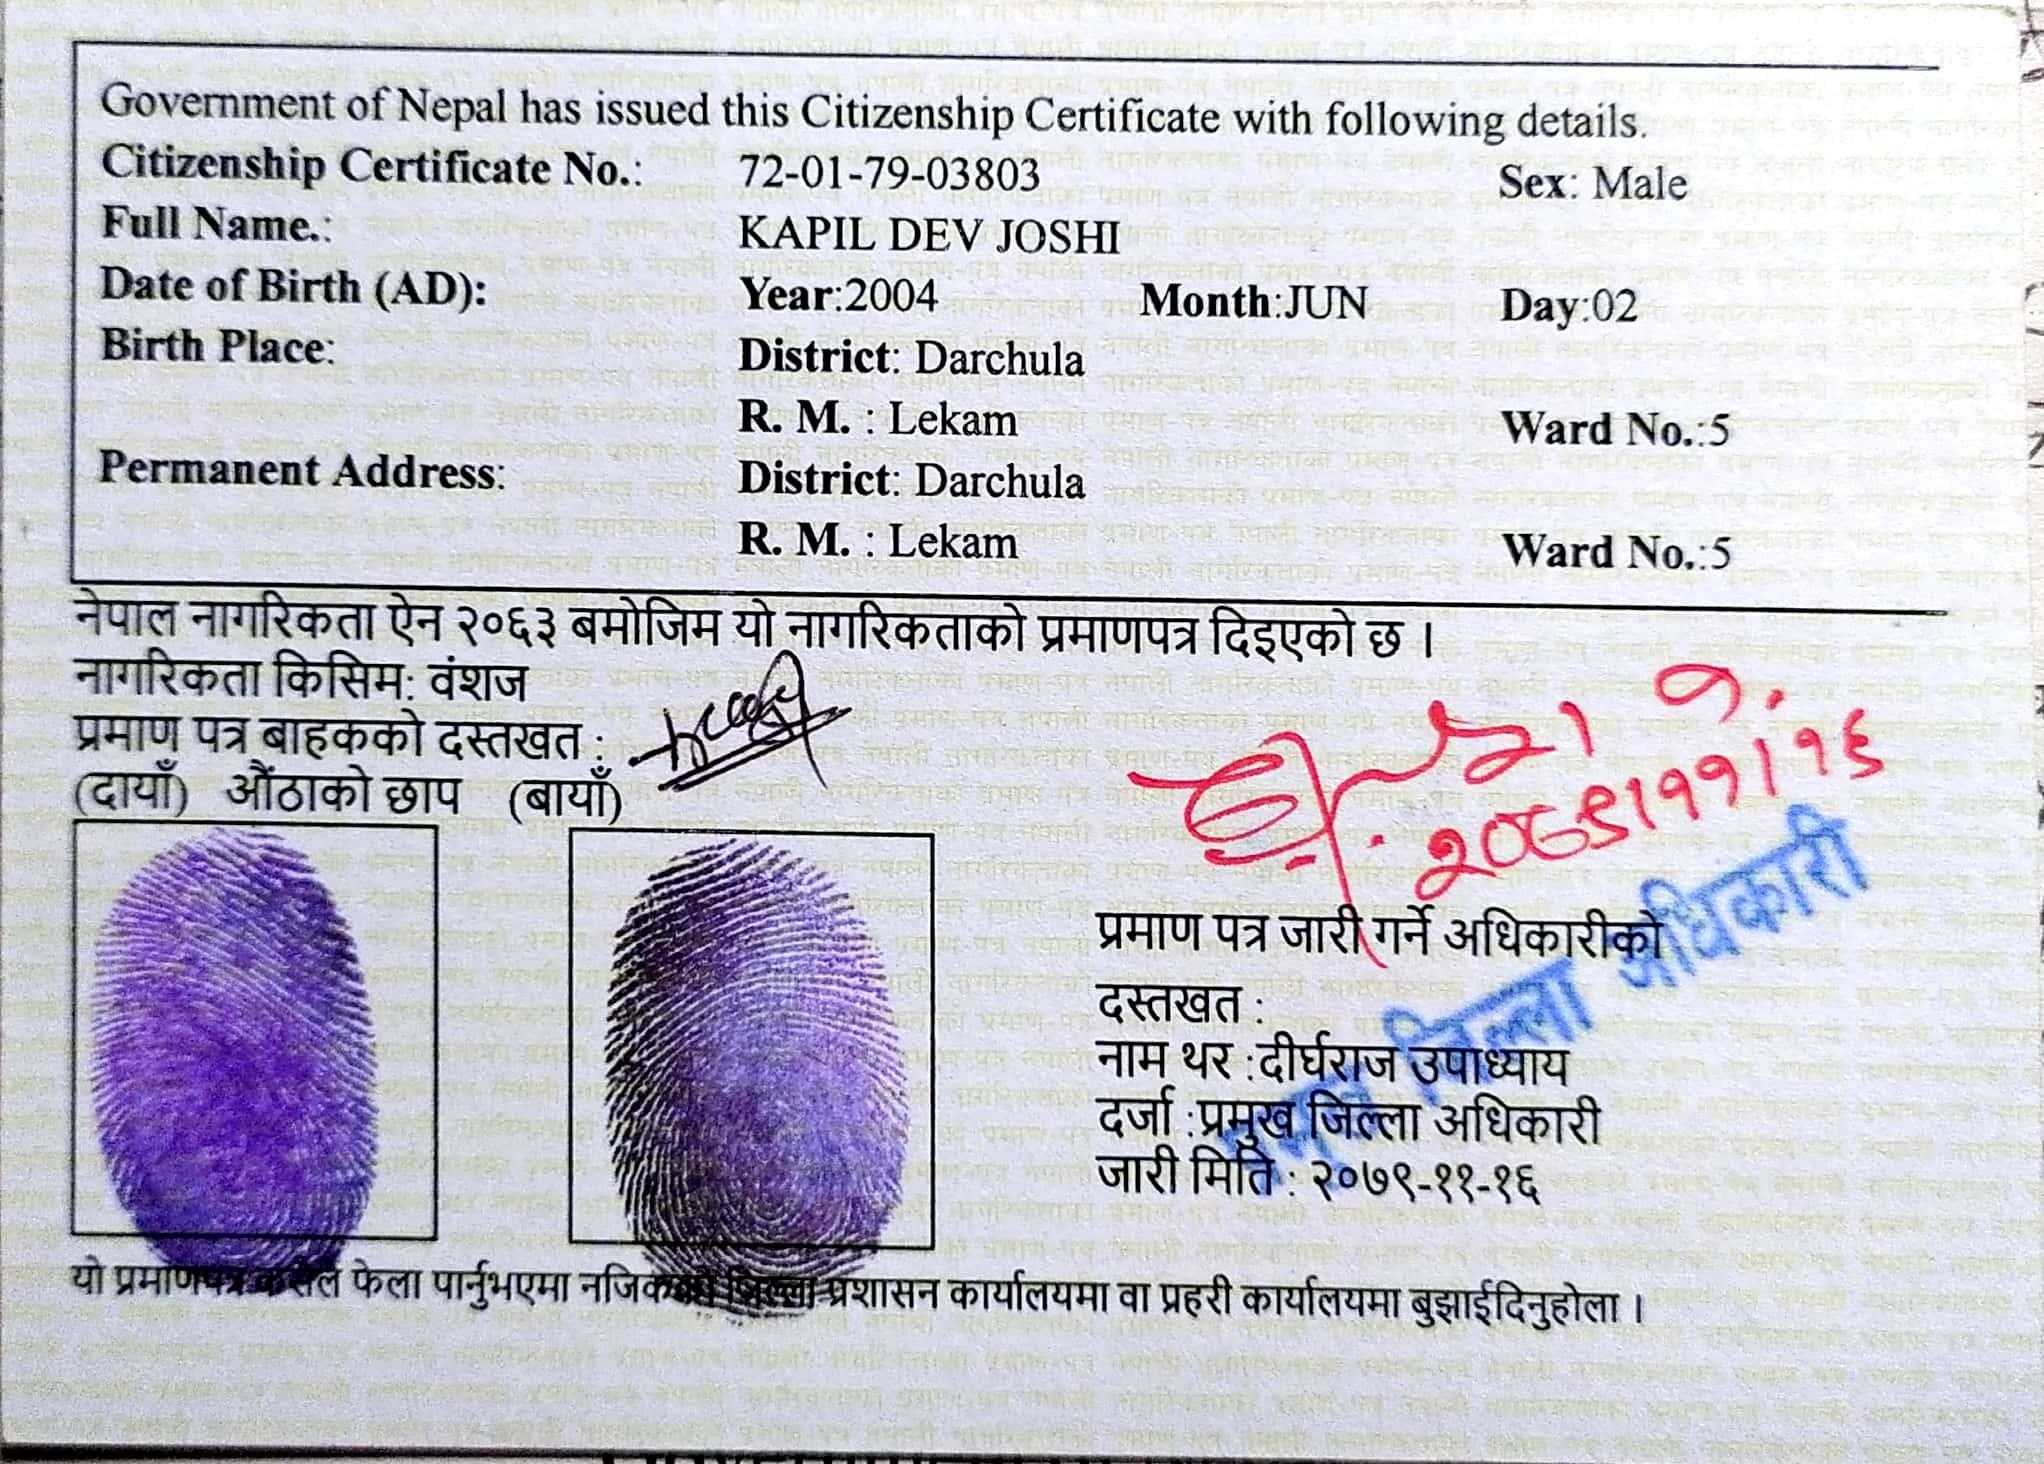 Government of Nepal has issued this Citizenship Certificate with following details.
Citizenship Certificate No.: 72-01-79-03803 Sex: Male
Full Name.: KAPIL DEV JOSHI
Date of Birth (AD): Year:2004 Month:JUN Day:02
Birth Place: District: Darchula
R. M. : Lekam Ward No.:5
Permanent Address: District: Darchula
R. M. : Lekam Ward No.:5
नेपाल नागरिकता ऐन २०६३ बमोजिम यो नागरिकताको प्रमाणपत्र दिइएको छ ।
नागरिकता किसिम: वंशज
प्रमाण पत्र बाहकको दस्तखत :
(दायाँ) औंठाको छाप (बायाँ)
२०७९।११।१६
प्रमाण पत्र जारी गर्ने अधिकारीको
दस्तखत :
नाम थर :दीर्घराज उपाध्याय
दर्जा :प्रमुख जिल्ला अधिकारी
जारी मिति : २०७९-११-१६
प्रमुख जिल्ला अधिकारी
यो प्रमाणपत्र कसैले फेला पार्नुभएमा नजिकको जिल्ला प्रशासन कार्यालयमा वा प्रहरी कार्यालयमा बुझाईदिनुहोला ।